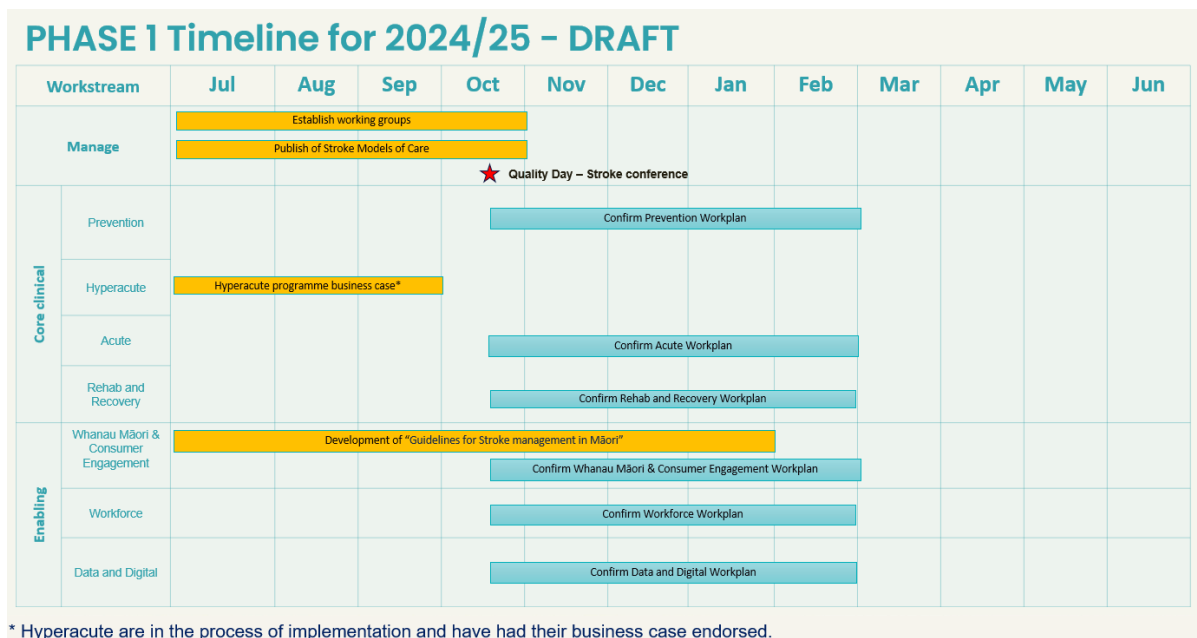 PHASE 1 Timeline for 2024/25 - DRAFT
Workstream Jul Aug Sep Oct Nov Dec Jan Feb Mar Apr May Jun
Manage
Establish working groups
Publish of Stroke Models of Care
Quality Day – Stroke conference
Core clinical
Prevention
Confirm Prevention Workplan
Hyperacute
Hyperacute programme business case*
Acute
Confirm Acute Workplan
Rehab and
Recovery
Confirm Rehab and Recovery Workplan
Enabling
Whanau Māori &
Consumer
Engagement
Development of “Guidelines for Stroke management in Māori”
Confirm Whanau Māori & Consumer Engagement Workplan
Workforce
Confirm Workforce Workplan
Data and Digital
Confirm Data and Digital Workplan
* Hyperacute are in the process of implementation and have had their business case endorsed.